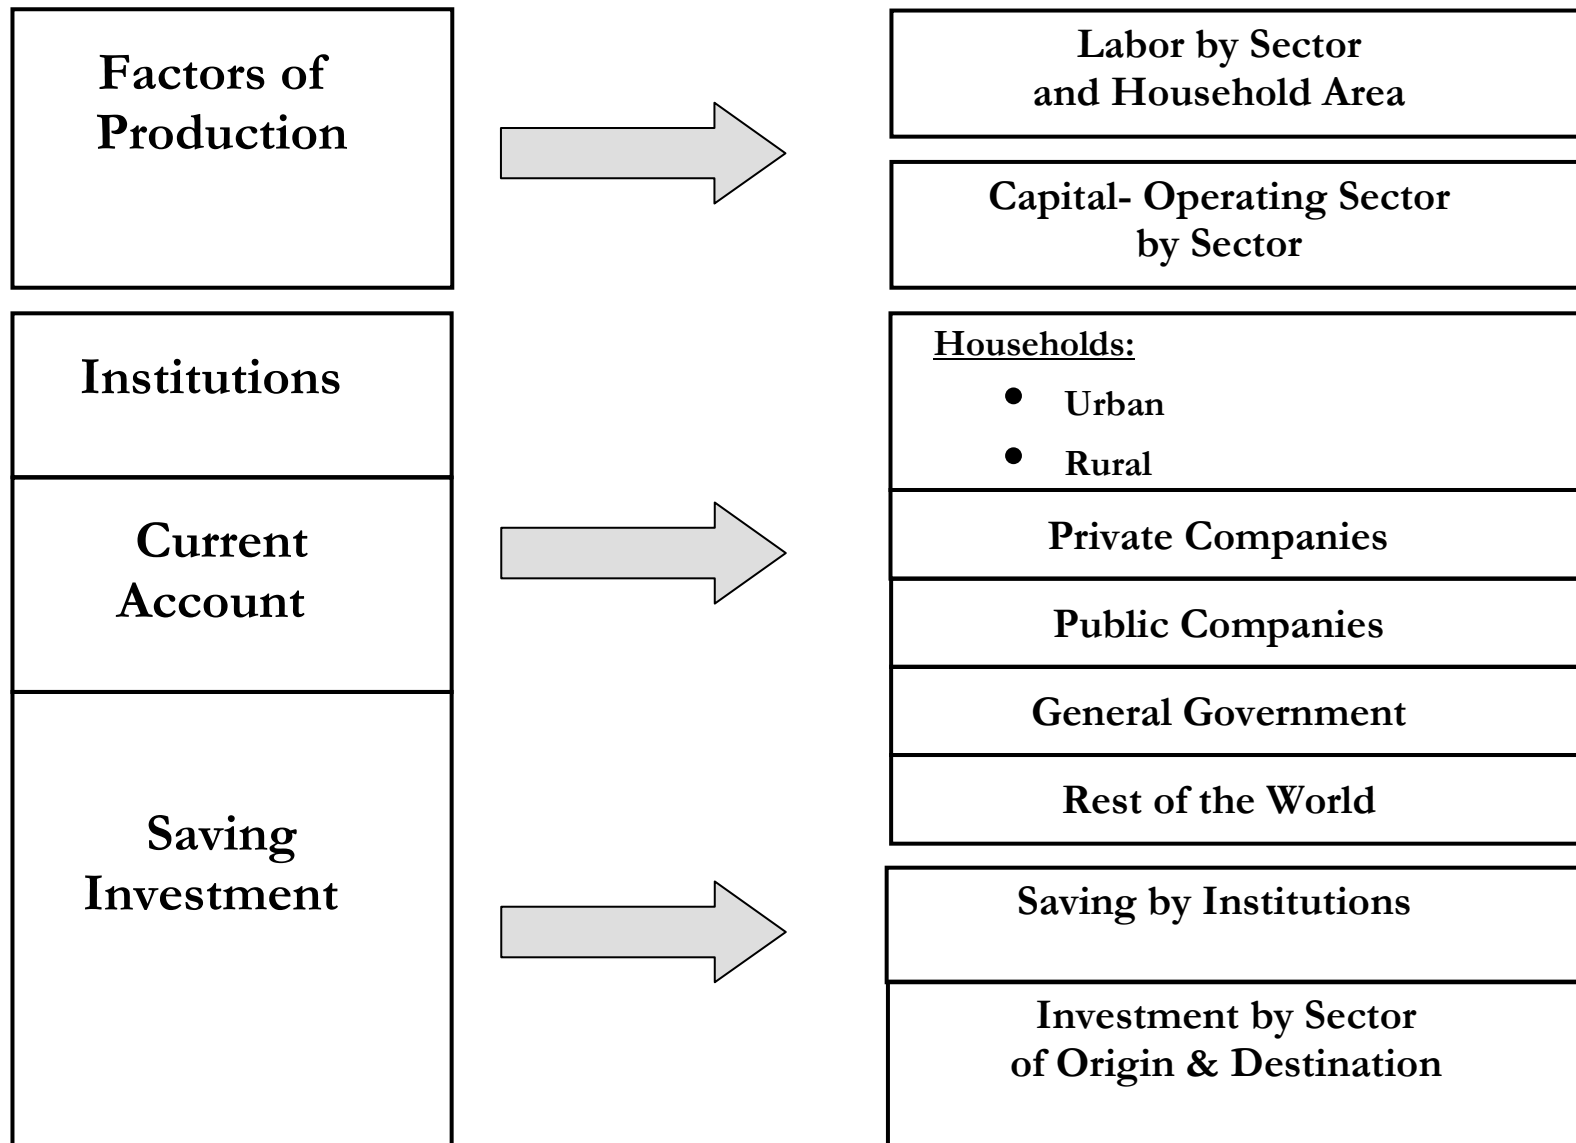 Factors of
Production
Labor by Sector
and Household Area
Capital- Operating Sector
by Sector
Institutions
Current
Account
Households:
• Urban
• Rural
Private Companies
Public Companies
General Government
Rest of the World
Saving
Investment
Saving by Institutions
Investment by Sector
of Origin & Destination